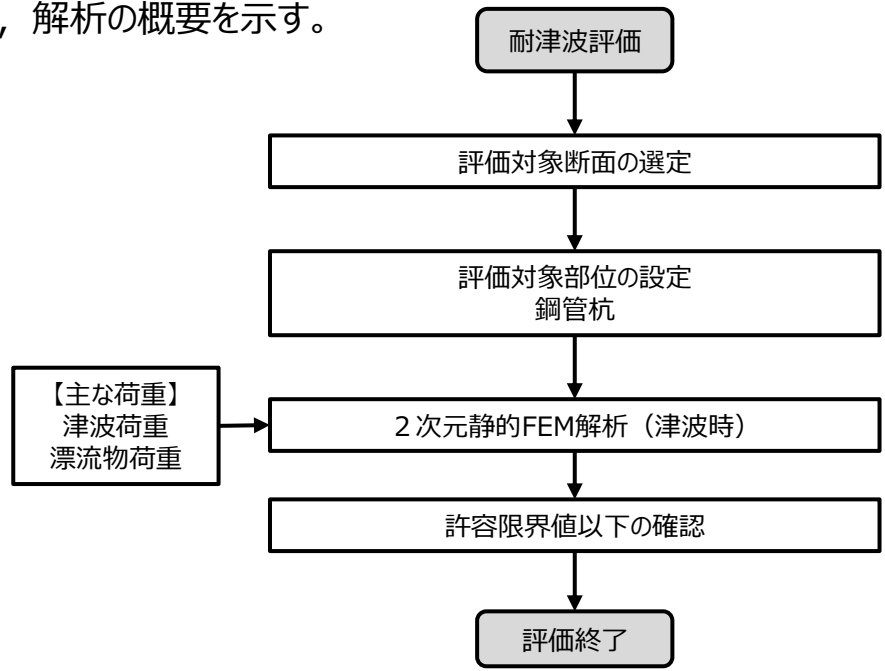 ，解析の概要を示す。
耐津波評価
評価対象断面の選定
評価対象部位の設定
鋼管杭
【主な荷重】
津波荷重
漂流物荷重
２次元静的FEM解析（津波時）
許容限界値以下の確認
評価終了